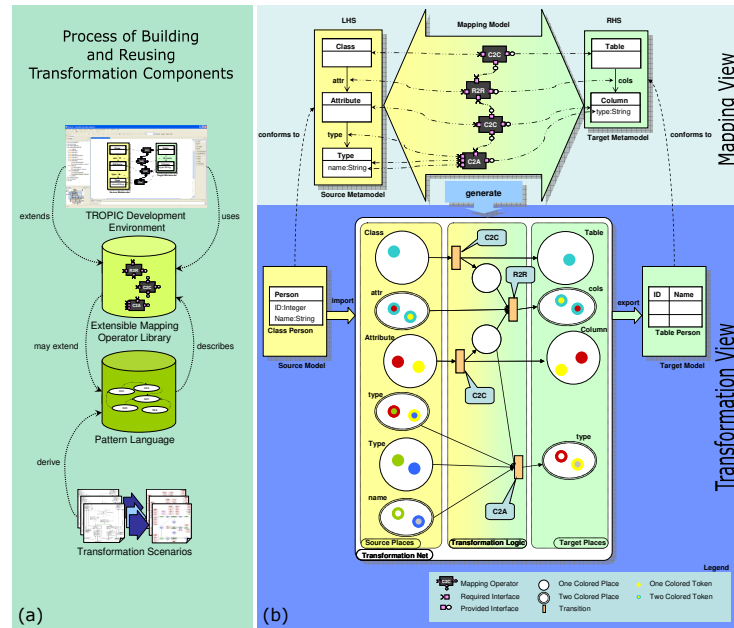 Process of Building
and Reusing
Transformation Components
TROPIC Development
Environment
extends
uses
R2R
C2C
Extensible Mapping
Operator Library
may extend
describes
Pattern Language
derive
Transformation Scenarios
(a)
LHS
Mapping Model
RHS
Class
attr
Attribute
type
Type
name:String
Source Metamodel
C2C
R2R
C2C
C2A
Table
cols
Column
type:String
Target Metamodel
conforms to
conforms to
Mapping View
generate
Class
attr
Attribute
type
Type
name
C2C
R2R
C2C
C2A
Table
cols
Column
type
Person
ID:Integer
Name:String
Class Person
Source Model
import
export
ID Name
Table Person
Target Model
Source Places
Transformation Logic
Target Places
Transformation Net
Transformation View
(b)
Legend
C2C
Mapping Operator
Required Interface
Provided Interface
One Colored Place
Two Colored Place
Transition
One Colored Token
Two Colored Token